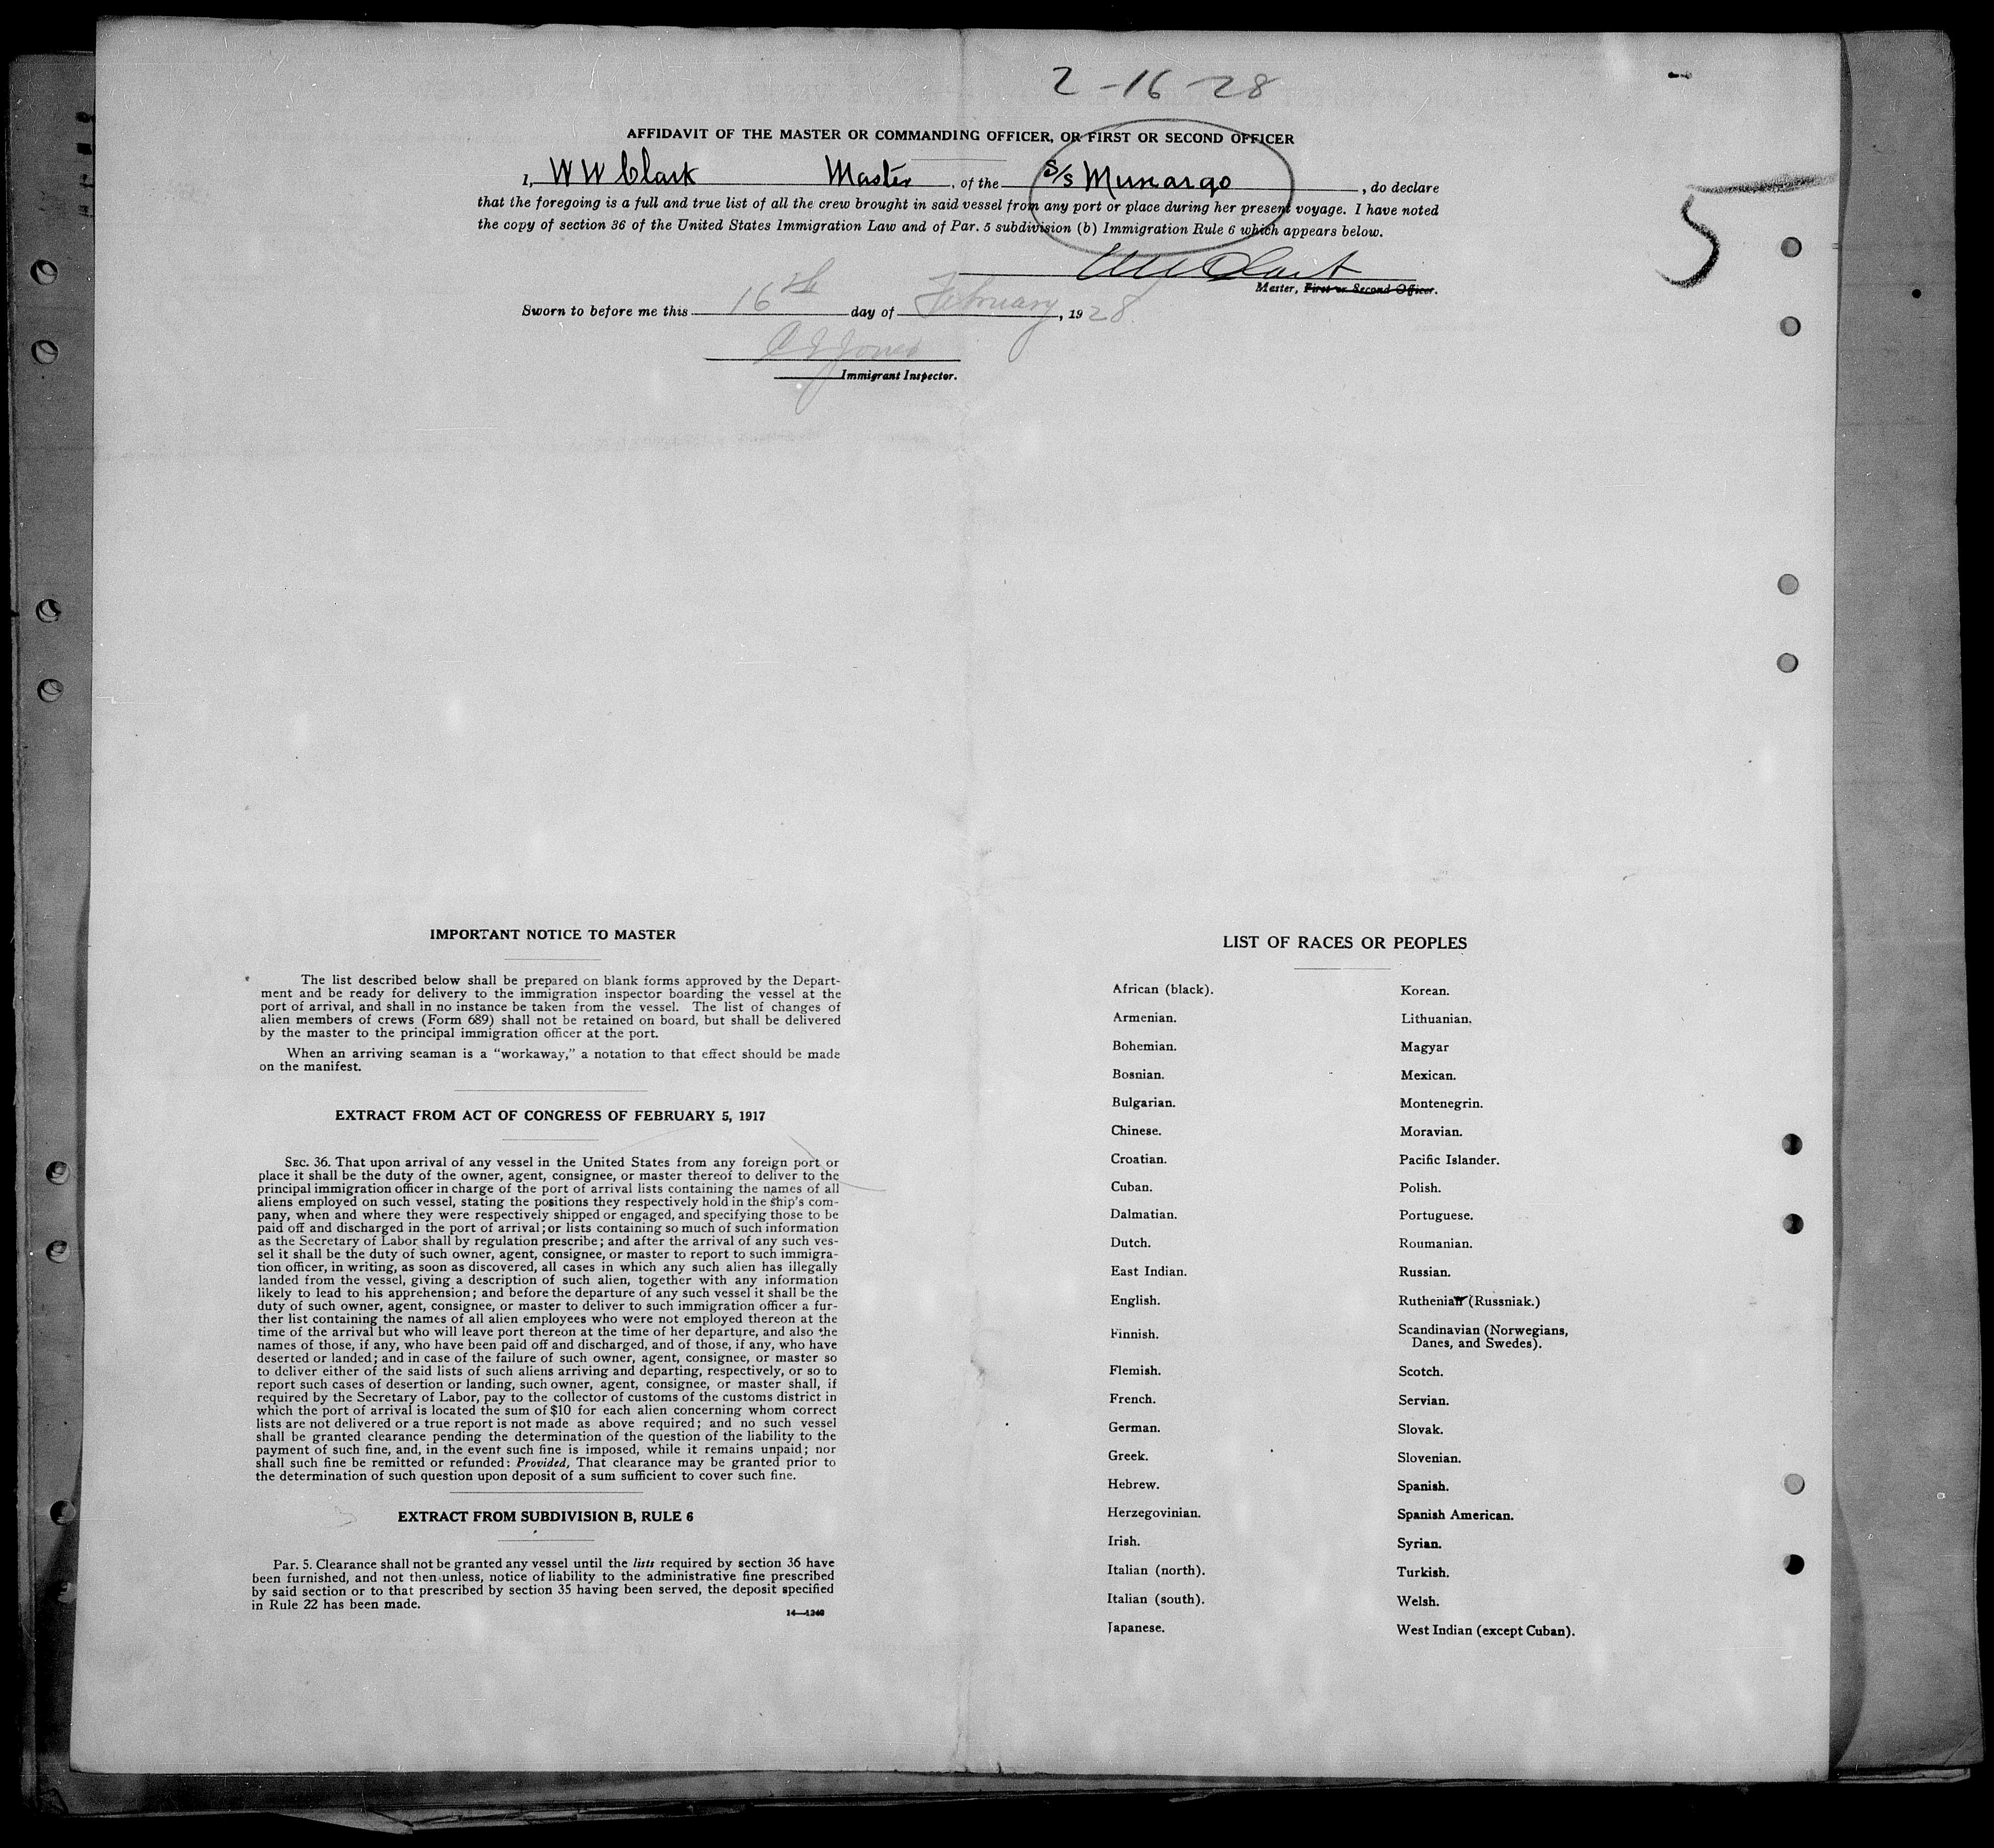 2-16-28
5
AFFIDAVIT OF THE MASTER OR COMMANDING OFFICER, OR FIRST OR SECOND OFFICER
I, W W Clark Master, of the S/S Munargo, do declare
that the foregoing is a full and true list of all the crew brought in said vessel from any port or place during her present voyage. I have noted
the copy of section 36 of the United States Immigration Law and of Par. 5 subdivision (b) Immigration Rule 6 which appears below.
WW Clark
Master, First or Second Officer.
Sworn to before me this 16th day of February, 1928.
Jones
Immigrant Inspector.
IMPORTANT NOTICE TO MASTER
The list described below shall be prepared on blank forms approved by the Depart-
ment and be ready for delivery to the immigration inspector boarding the vessel at the
port of arrival, and shall in no instance be taken from the vessel. The list of changes of
alien members of crews (Form 689) shall not be retained on board, but shall be delivered
by the master to the principal immigration officer at the port.
When an arriving seaman is a "workaway," a notation to that effect should be made
on the manifest.
EXTRACT FROM ACT OF CONGRESS OF FEBRUARY 5, 1917
SEC. 36. That upon arrival of any vessel in the United States from any foreign port or
place it shall be the duty of the owner, agent, consignee, or master thereof to deliver to the
principal immigration officer in charge of the port of arrival lists containing the names of all
aliens employed on such vessel, stating the positions they respectively hold in the ship's com-
pany, when and where they were respectively shipped or engaged, and specifying those to be
paid off and discharged in the port of arrival; or lists containing so much of such information
as the Secretary of Labor shall by regulation prescribe; and after the arrival of any such ves-
sel it shall be the duty of such owner, agent, consignee, or master to report to such immigra-
tion officer, in writing, as soon as discovered, all cases in which any such alien has illegally
landed from the vessel, giving a description of such alien, together with any information
likely to lead to his apprehension; and before the departure of any such vessel it shall be the
duty of such owner, agent, consignee, or master to deliver to such immigration officer a fur-
ther list containing the names of all alien employees who were not employed thereon at the
time of the arrival but who will leave port thereon at the time of her departure, and also the
names of those, if any, who have been paid off and discharged, and of those, if any, who have
deserted or landed; and in case of the failure of such owner, agent, consignee, or master so
to deliver either of the said lists of such aliens arriving and departing, respectively, or so to
report such cases of desertion or landing, such owner, agent, consignee, or master shall, if
required by the Secretary of Labor, pay to the collector of customs of the customs district in
which the port of arrival is located the sum of $10 for each alien concerning whom correct
lists are not delivered or a true report is not made as above required; and no such vessel
shall be granted clearance pending the determination of the question of the liability to the
payment of such fine, and, in the event such fine is imposed, while it remains unpaid; nor
shall such fine be remitted or refunded: Provided, That clearance may be granted prior to
the determination of such question upon deposit of a sum sufficient to cover such fine.
EXTRACT FROM SUBDIVISION B, RULE 6
Par. 5. Clearance shall not be granted any vessel until the lists required by section 36 have
been furnished, and not then unless, notice of liability to the administrative fine prescribed
by said section or to that prescribed by section 35 having been served, the deposit specified
in Rule 22 has been made.
14—1240
LIST OF RACES OR PEOPLES
African (black).
Armenian.
Bohemian.
Bosnian.
Bulgarian.
Chinese.
Croatian.
Cuban.
Dalmatian.
Dutch.
East Indian.
English.
Finnish.
Flemish.
French.
German.
Greek.
Hebrew.
Herzegovinian.
Irish.
Italian (north).
Italian (south).
Japanese.
Korean.
Lithuanian.
Magyar
Mexican.
Montenegrin.
Moravian.
Pacific Islander.
Polish.
Portuguese.
Roumanian.
Russian.
Ruthenian (Russniak.)
Scandinavian (Norwegians,
Danes, and Swedes).
Scotch.
Servian.
Slovak.
Slovenian.
Spanish.
Spanish American.
Syrian.
Turkish.
Welsh.
West Indian (except Cuban).